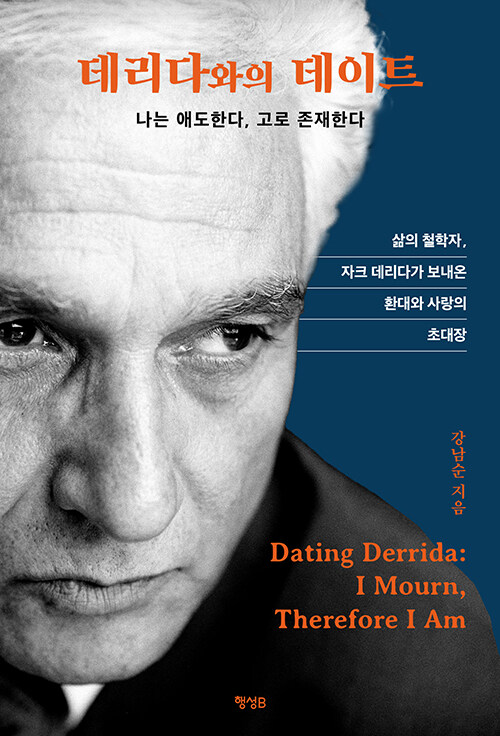 데리다와의 데이트
나는 애도한다, 고로 존재한다
삶의 철학자,
자크 데리다가 보내온
환대와 사랑의
초대장
강남순 지음
Dating Derrida:
I Mourn,
Therefore I Am
행성B